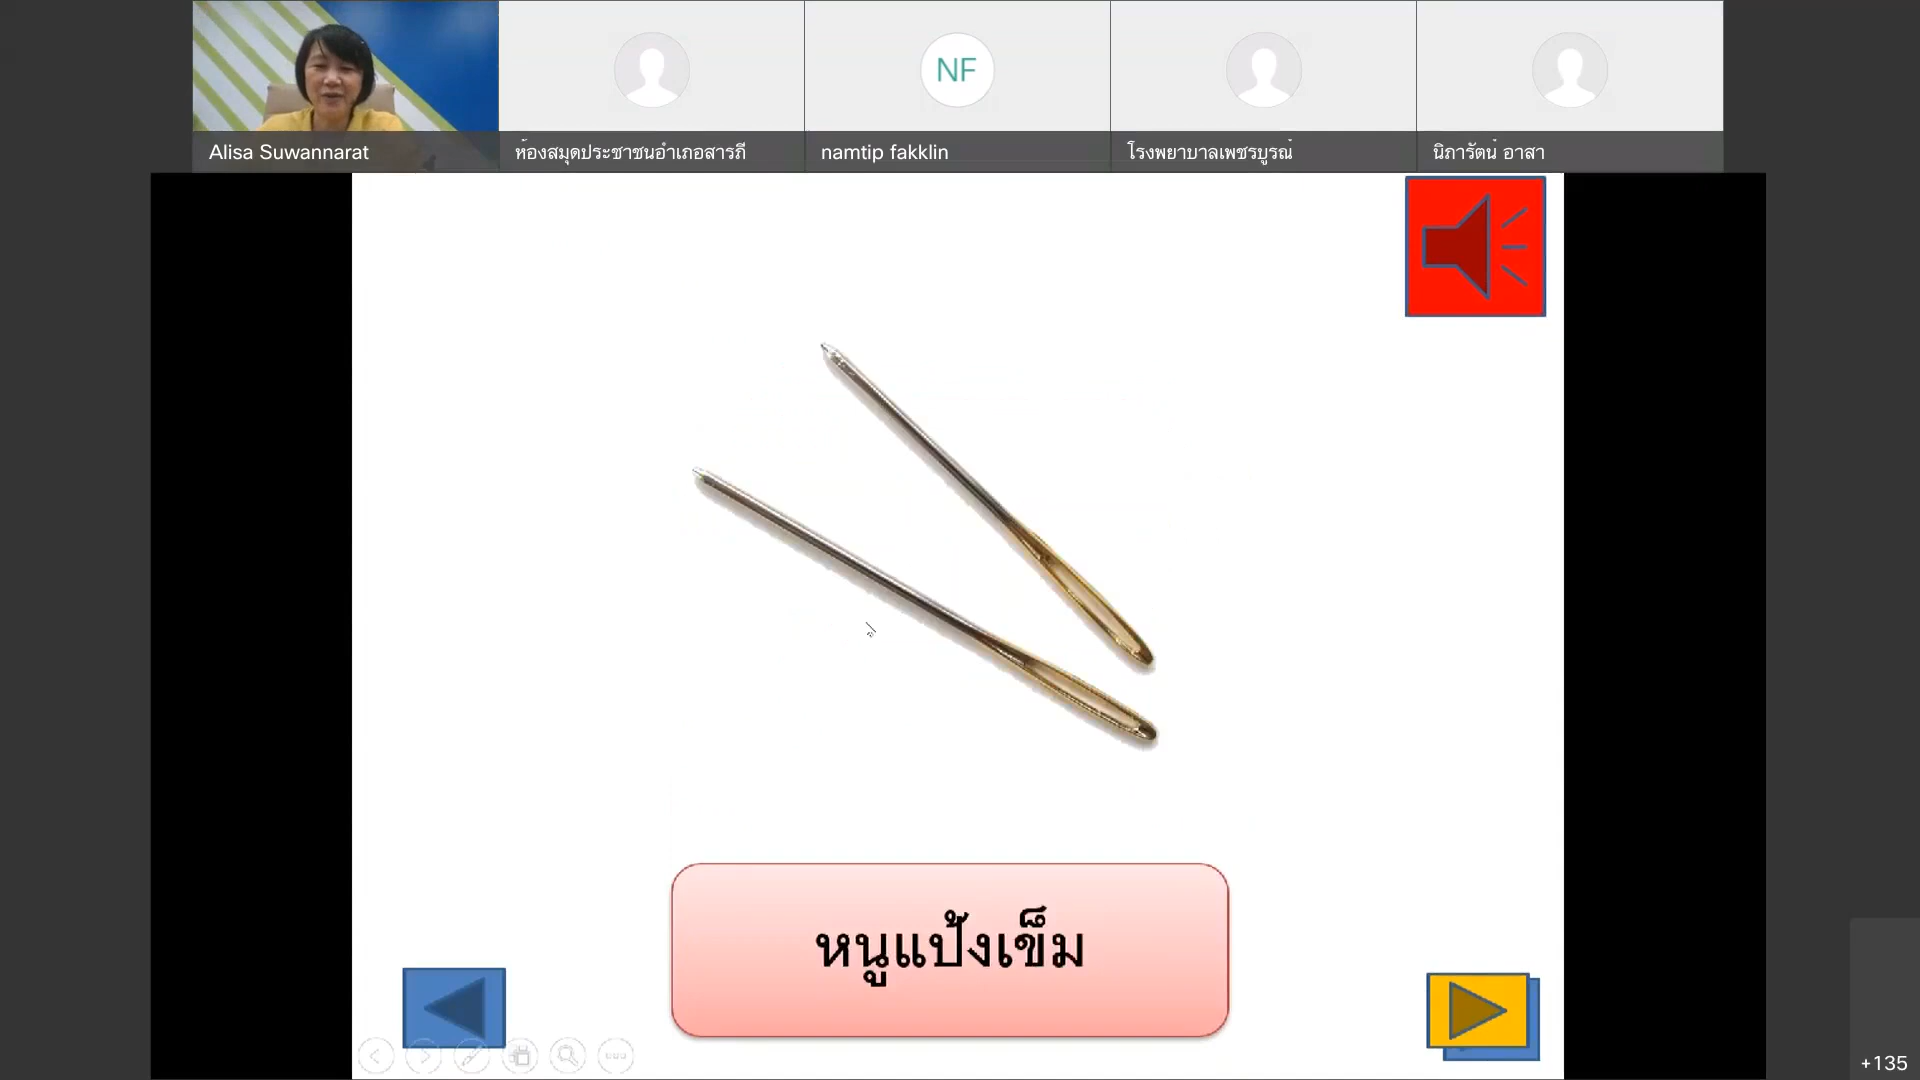 NF
Alisa Suwannarat
ห้องสมุดประชาชนอำเภอสารภี
namtip fakklin
โรงพยาบาลเพชรบูรณ์
นิภารัตน์ อาสา
หนูแป้งเข็ม
+135